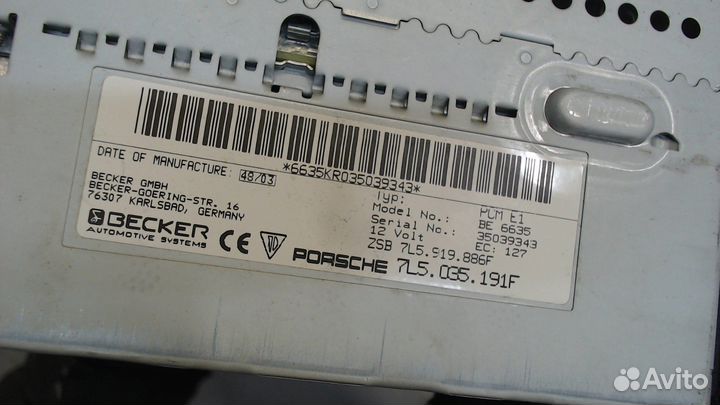 *6635KR035039343*
DATE OF MANUFACTURE: 49/03
BECKER GMBH
BECKER-GOERING-STR. 16
76307 KARLSBAD, GERMANY
BECKER
AUTOMOTIVE SYSTEMS
CE
Typ: PCM E1
Model No.: BE 6635
Serial No.: 35039343
12 Volt EC: 127
ZSB 7L5.919.886F
PORSCHE 7L5.035.191F
Avito